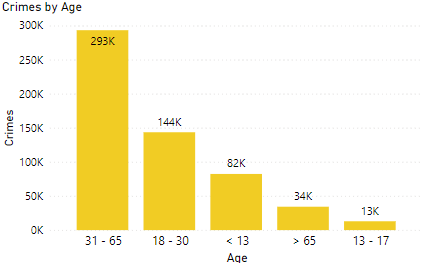 Crimes by Age
300K
250K
200K
150K
100K
50K
0K
Crimes
293K
144K
82K
34K
13K
31 - 65
18 - 30
< 13
> 65
13 - 17
Age